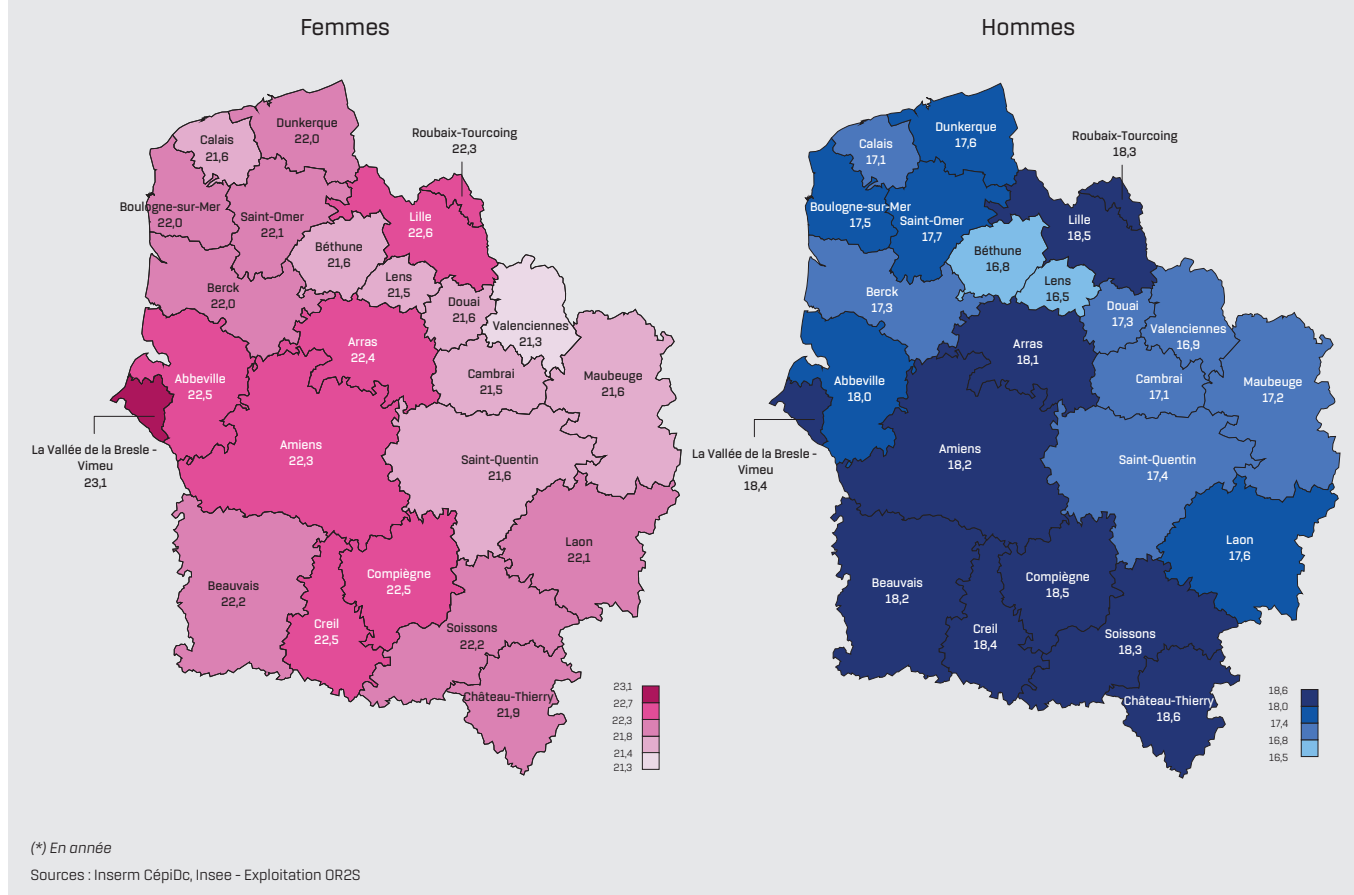 Femmes
Dunkerque
22,0
Calais
21,6
Roubaix-Tourcoing
22,3
Boulogne-sur-Mer
22,0
Saint-Omer
22,1
Lille
22,6
Béthune
21,6
Lens
21,5
Berck
22,0
Douai
21,6
Valenciennes
21,3
Arras
22,4
Cambrai
21,5
Maubeuge
21,6
Abbeville
22,5
La Vallée de la Bresle -
Vimeu
23,1
Amiens
22,3
Saint-Quentin
21,6
Laon
22,1
Beauvais
22,2
Compiègne
22,5
Creil
22,5
Soissons
22,2
Château-Thierry
21,9
23,1
22,7
22,3
21,8
21,4
21,3
Hommes
Dunkerque
17,6
Calais
17,1
Roubaix-Tourcoing
18,3
Boulogne-sur-Mer
17,5
Saint-Omer
17,7
Lille
18,5
Béthune
16,8
Lens
16,5
Berck
17,3
Douai
17,3
Valenciennes
16,9
Arras
18,1
Cambrai
17,1
Maubeuge
17,2
Abbeville
18,0
La Vallée de la Bresle -
Vimeu
18,4
Amiens
18,2
Saint-Quentin
17,4
Laon
17,6
Beauvais
18,2
Compiègne
18,5
Creil
18,4
Soissons
18,3
Château-Thierry
18,6
18,6
18,0
17,4
16,8
16,5
(*) En année
Sources : Inserm CépiDc, Insee - Exploitation OR2S